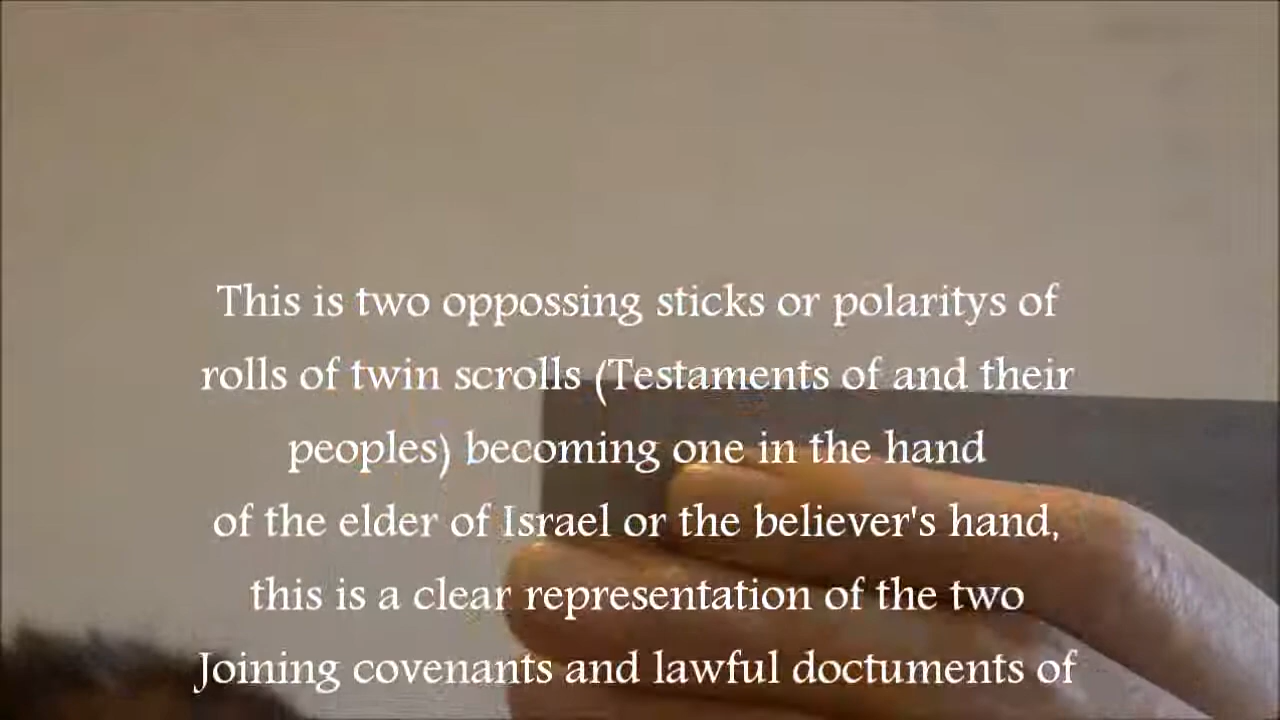 This is two oppossing sticks or polaritys of
rolls of twin scrolls (Testaments of and their
peoples) becoming one in the hand
of the elder of Israel or the believer's hand,
this is a clear representation of the two
Joining covenants and lawful doctuments of